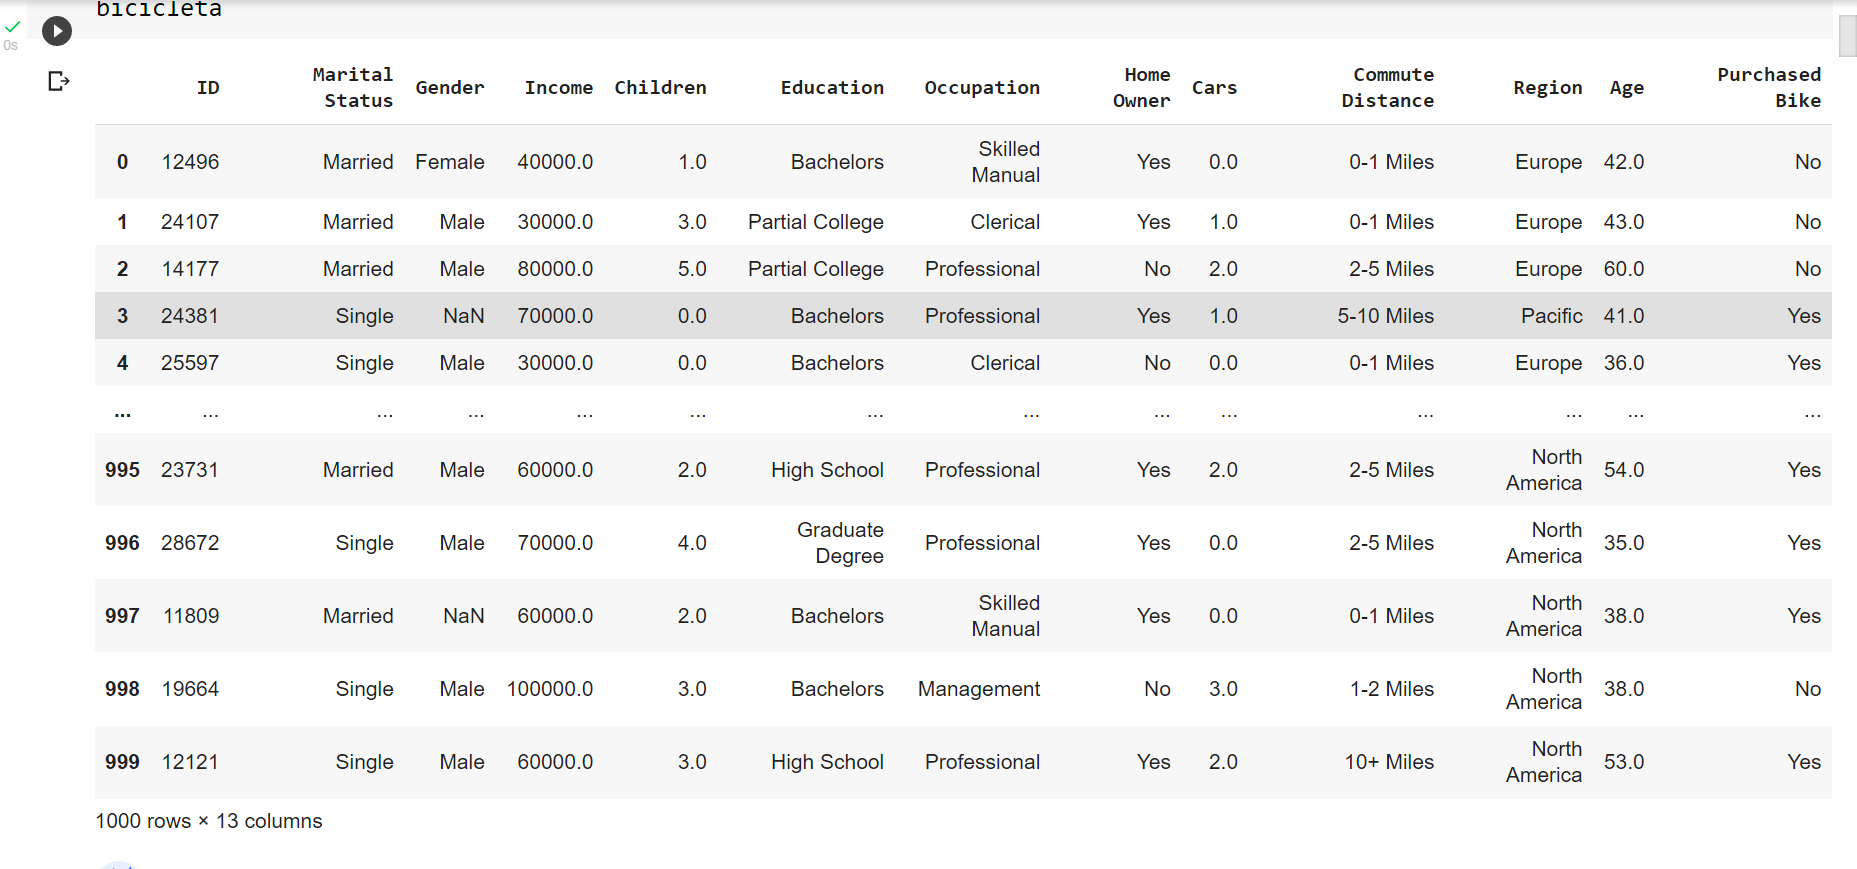 bicicleta
0s
ID Marital Status Gender Income Children Education Occupation Home Owner Cars Commute Distance Region Age Purchased Bike
0 12496 Married Female 40000.0 1.0 Bachelors Skilled Manual Yes 0.0 0-1 Miles Europe 42.0 No
1 24107 Married Male 30000.0 3.0 Partial College Clerical Yes 1.0 0-1 Miles Europe 43.0 No
2 14177 Married Male 80000.0 5.0 Partial College Professional No 2.0 2-5 Miles Europe 60.0 No
3 24381 Single NaN 70000.0 0.0 Bachelors Professional Yes 1.0 5-10 Miles Pacific 41.0 Yes
4 25597 Single Male 30000.0 0.0 Bachelors Clerical No 0.0 0-1 Miles Europe 36.0 Yes
... ... ... ... ... ... ... ... ... ... ... ... ... ...
995 23731 Married Male 60000.0 2.0 High School Professional Yes 2.0 2-5 Miles North America 54.0 Yes
996 28672 Single Male 70000.0 4.0 Graduate Degree Professional Yes 0.0 2-5 Miles North America 35.0 Yes
997 11809 Married NaN 60000.0 2.0 Bachelors Skilled Manual Yes 0.0 0-1 Miles North America 38.0 Yes
998 19664 Single Male 100000.0 3.0 Bachelors Management No 3.0 1-2 Miles North America 38.0 No
999 12121 Single Male 60000.0 3.0 High School Professional Yes 2.0 10+ Miles North America 53.0 Yes
1000 rows × 13 columns